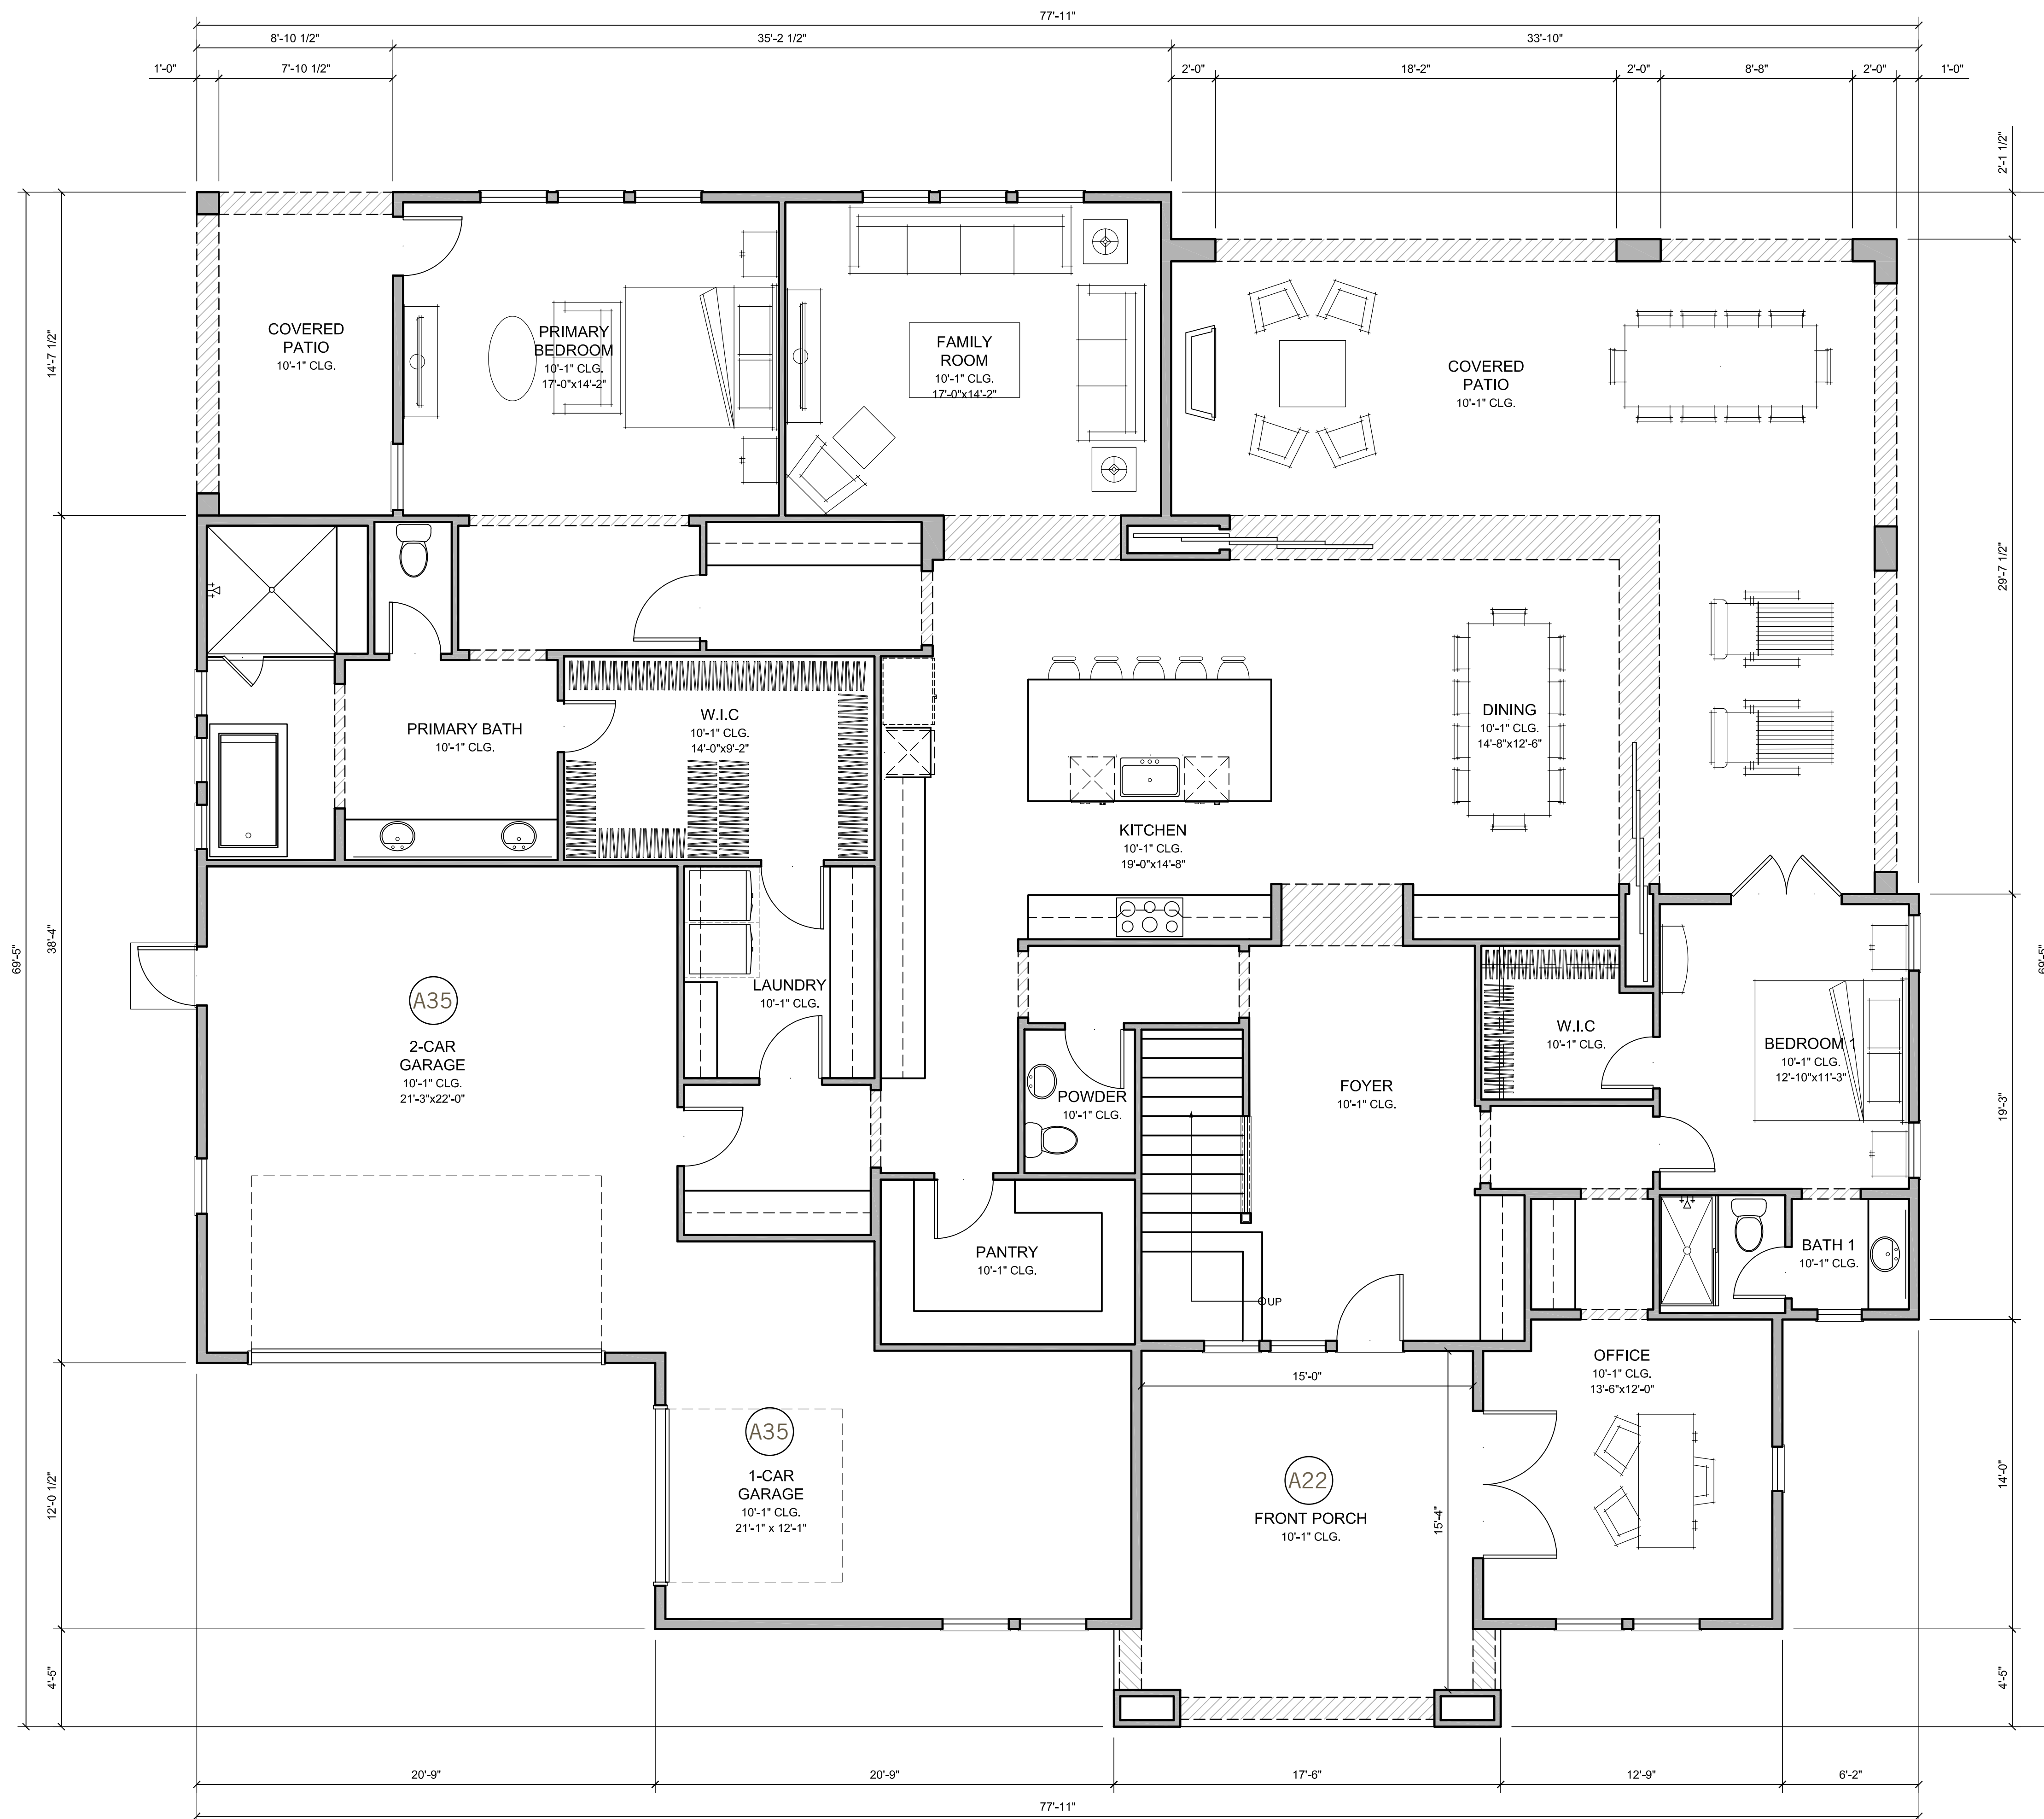 77'-11"
8'-10 1/2"
35'-2 1/2"
33'-10"
1'-0"
7'-10 1/2"
2'-0"
18'-2"
2'-0"
8'-8"
2'-0"
1'-0"
2'-1 1/2"
COVERED
PATIO
10'-1" CLG.
PRIMARY
BEDROOM
10'-1" CLG.
17'-0"x14'-2"
FAMILY
ROOM
10'-1" CLG.
17'-0"x14'-2"
COVERED
PATIO
10'-1" CLG.
14'-7 1/2"
29'-7 1/2"
PRIMARY BATH
10'-1" CLG.
W.I.C
10'-1" CLG.
14'-0"x9'-2"
DINING
10'-1" CLG.
14'-8"x12'-6"
KITCHEN
10'-1" CLG.
19'-0"x14'-8"
69'-5"
38'-4"
69'-5"
A35
2-CAR
GARAGE
10'-1" CLG.
21'-3"x22'-0"
LAUNDRY
10'-1" CLG.
POWDER
10'-1" CLG.
FOYER
10'-1" CLG.
W.I.C
10'-1" CLG.
BEDROOM 1
10'-1" CLG.
12'-10"x11'-3"
19'-3"
PANTRY
10'-1" CLG.
UP
BATH 1
10'-1" CLG.
15'-0"
OFFICE
10'-1" CLG.
13'-6"x12'-0"
A35
1-CAR
GARAGE
10'-1" CLG.
21'-1" x 12'-1"
A22
FRONT PORCH
10'-1" CLG.
15'-4"
12'-0 1/2"
14'-0"
4'-5"
4'-5"
20'-9"
20'-9"
17'-6"
12'-9"
6'-2"
77'-11"